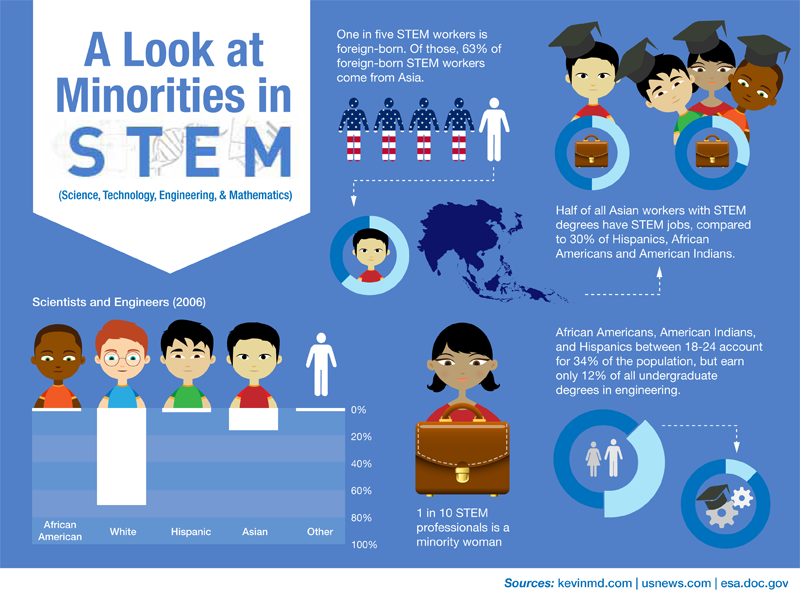 A Look at
Minorities in
STEM
(Science, Technology, Engineering, & Mathematics)
One in five STEM workers is
foreign-born. Of those, 63% of
foreign-born STEM workers
come from Asia.
Half of all Asian workers with STEM
degrees have STEM jobs, compared
to 30% of Hispanics, African
Americans and American Indians.
Scientists and Engineers (2006)
0%
20%
40%
60%
80%
100%
African
American
White
Hispanic
Asian
Other
1 in 10 STEM
professionals is a
minority woman
African Americans, American Indians,
and Hispanics between 18-24 account
for 34% of the population, but earn
only 12% of all undergraduate
degrees in engineering.
Sources: kevinmd.com | usnews.com | esa.doc.gov